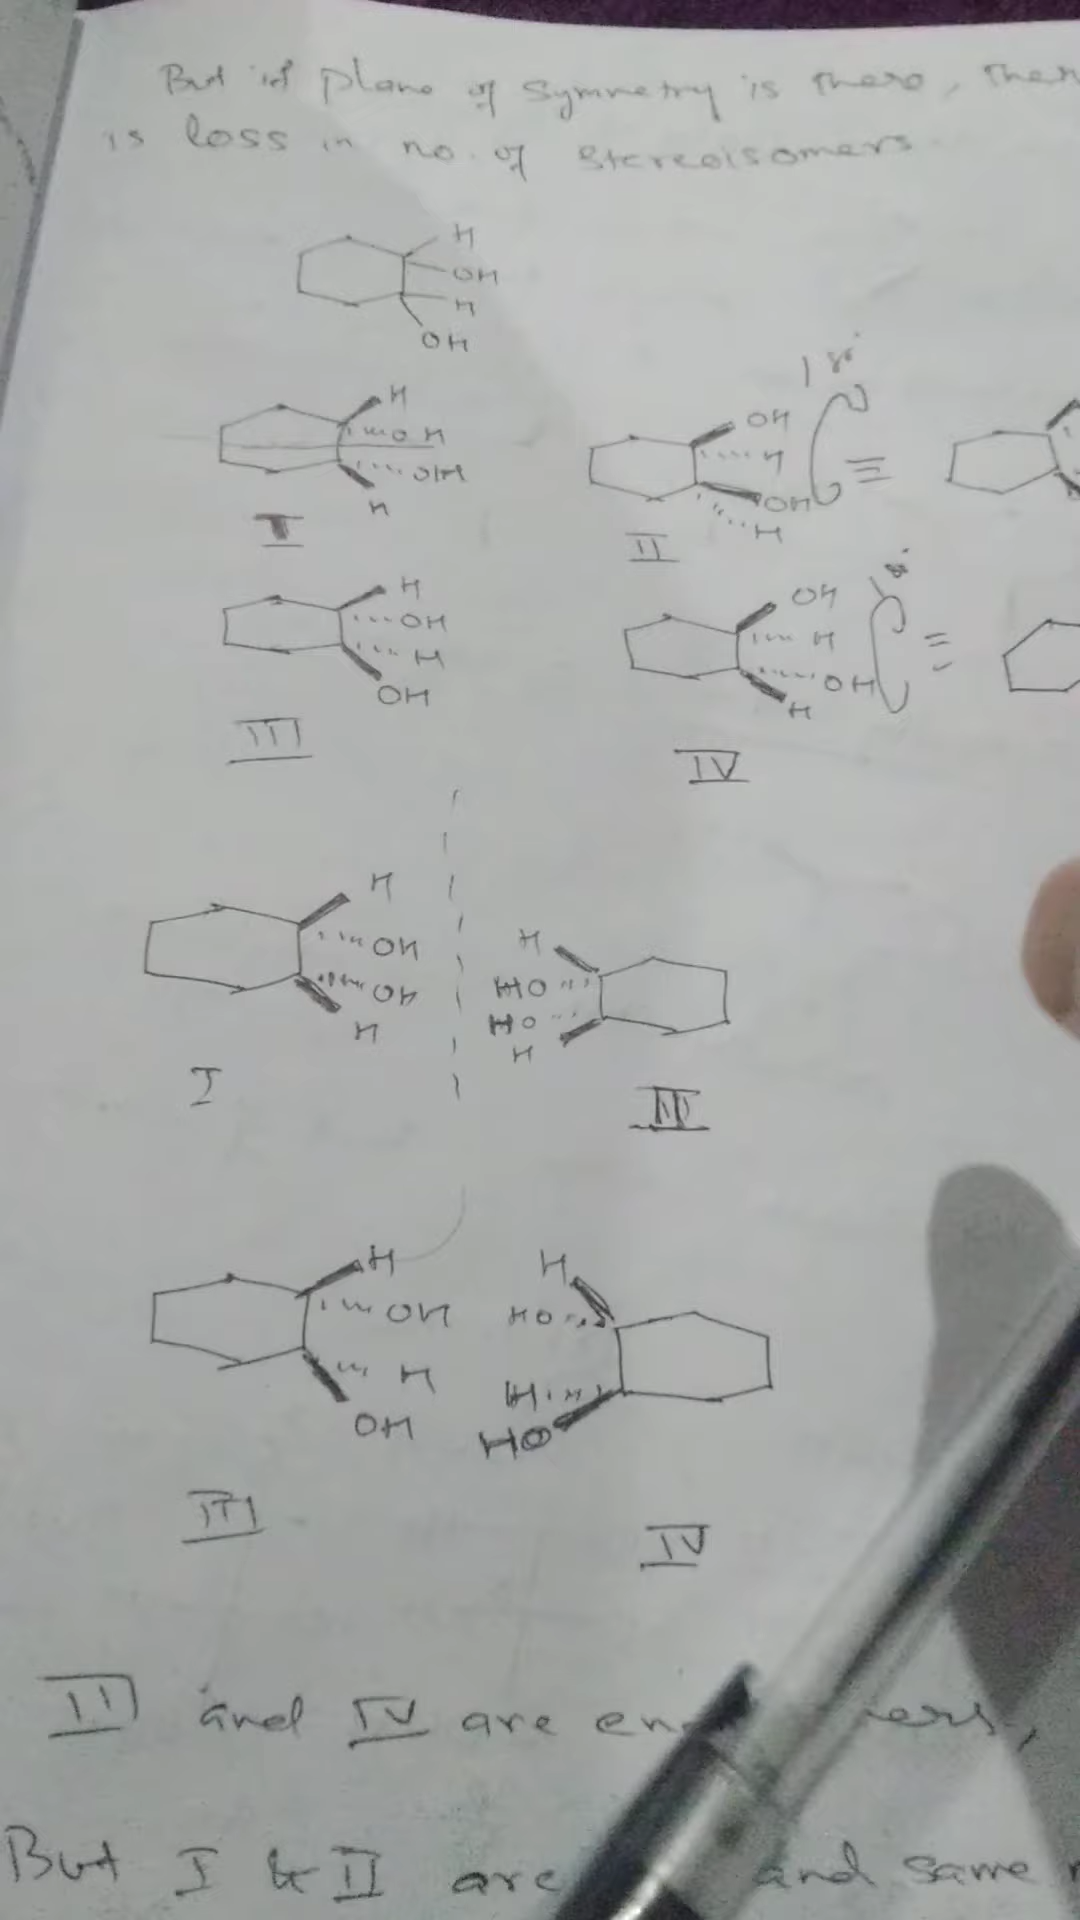 But if plane of symmetry is there, then
is loss in no. of stereoisomers.
H
OH
H
OH
H
OH
OH
H
I
OH
H
OH
H
II
H
OH
H
OH
III
OH
H
OH
H
IV
H
OH
OH
H
I
H
HO
HO
H
H
OH
H
OH
III
H
HO
H
HO
IV
III and IV are
But I & II are and same